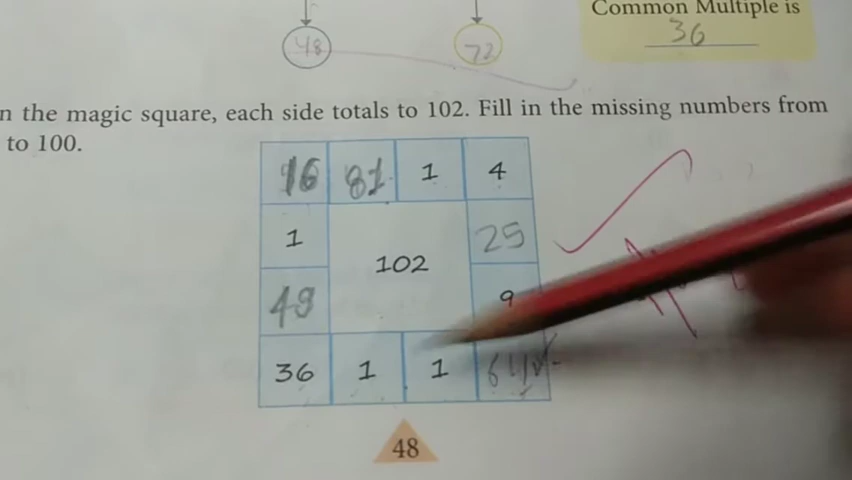 Common Multiple is
36
48
72
n the magic square, each side totals to 102. Fill in the missing numbers from
to 100.
16 81 1 4
1 25
102
49 9
36 1 1 64
48